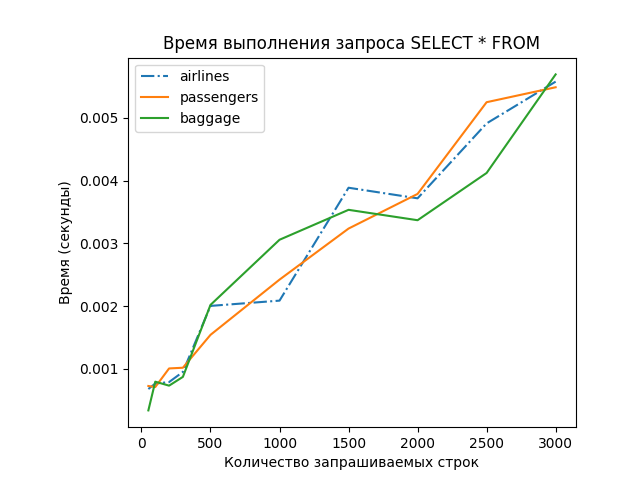 Время выполнения запроса SELECT * FROM
airlines
passengers
baggage
0.005
0.004
0.003
0.002
0.001
Время (секунды)
0 500 1000 1500 2000 2500 3000
Количество запрашиваемых строк